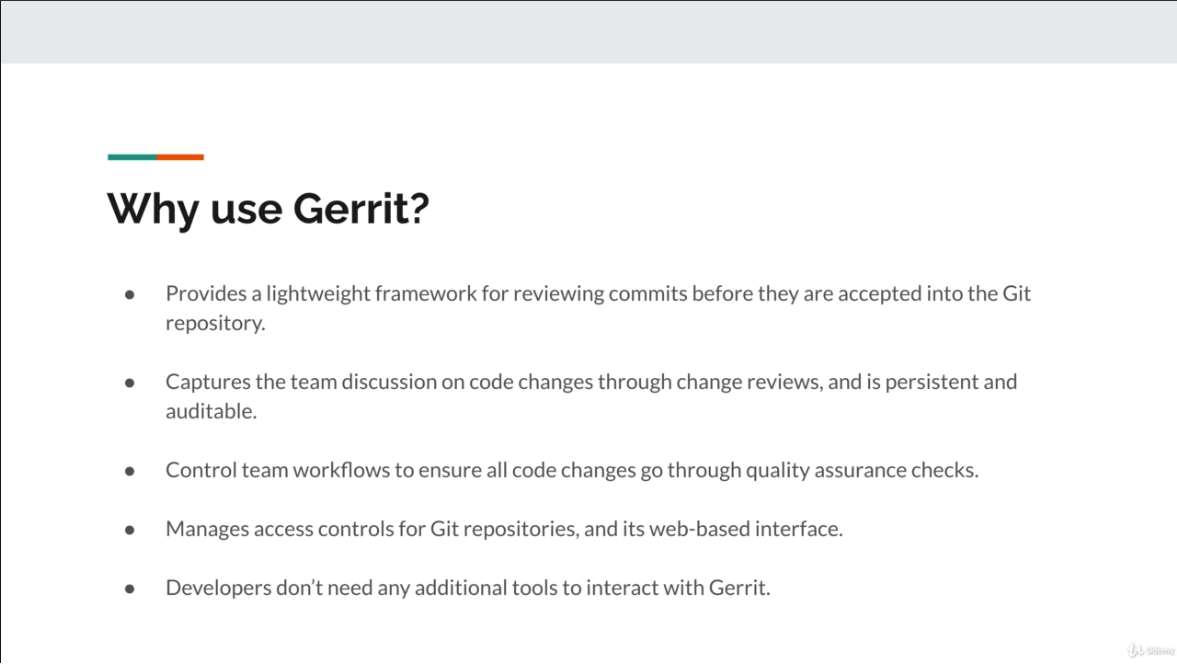 Why use Gerrit?
● Provides a lightweight framework for reviewing commits before they are accepted into the Git
repository.
● Captures the team discussion on code changes through change reviews, and is persistent and
auditable.
● Control team workflows to ensure all code changes go through quality assurance checks.
● Manages access controls for Git repositories, and its web-based interface.
● Developers don’t need any additional tools to interact with Gerrit.
Udemy